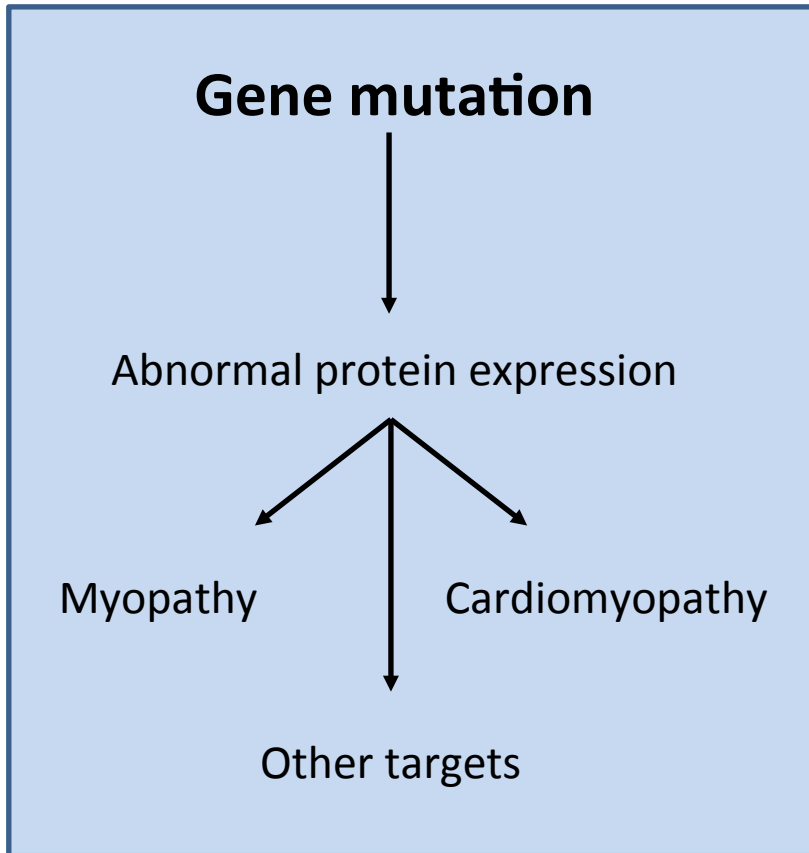 Gene mutation
Abnormal protein expression
Myopathy
Cardiomyopathy
Other targets